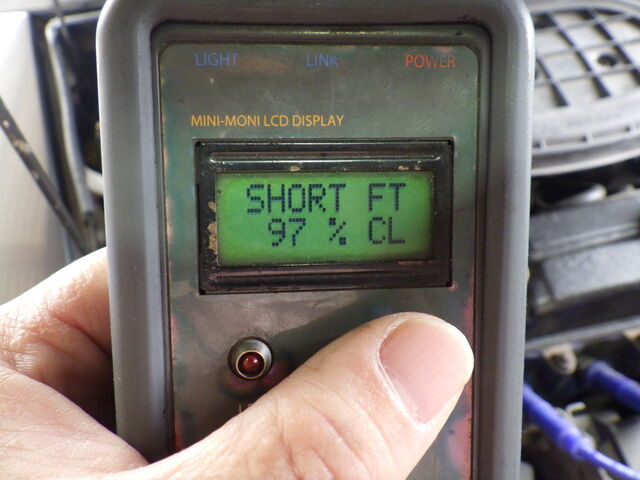 LIGHT LINK POWER
MINI-MONI LCD DISPLAY
SHORT FT
97 % CL